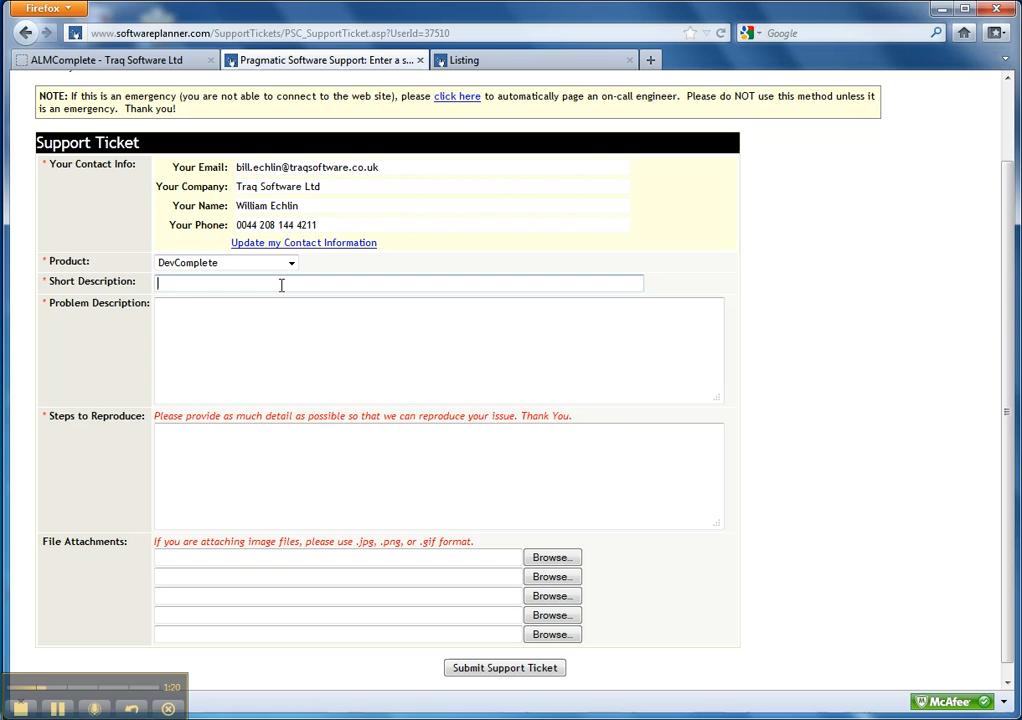 Firefox
www.softwareplanner.com/SupportTickets/PSC_SupportTicket.asp?UserId=37510
Google
ALMComplete - Traq Software Ltd
Pragmatic Software Support: Enter a s...
Listing
NOTE: If this is an emergency (you are not able to connect to the web site), please click here to automatically page an on-call engineer. Please do NOT use this method unless it
is an emergency. Thank you!
Support Ticket
* Your Contact Info:
Your Email: bill.echlin@traqsoftware.co.uk
Your Company: Traq Software Ltd
Your Name: William Echlin
Your Phone: 0044 208 144 4211
Update my Contact Information
* Product: DevComplete
* Short Description:
* Problem Description:
* Steps to Reproduce: Please provide as much detail as possible so that we can reproduce your issue. Thank You.
File Attachments: If you are attaching image files, please use .jpg, .png, or .gif format.
Browse...
Browse...
Browse...
Browse...
Browse...
Submit Support Ticket
1:20
McAfee